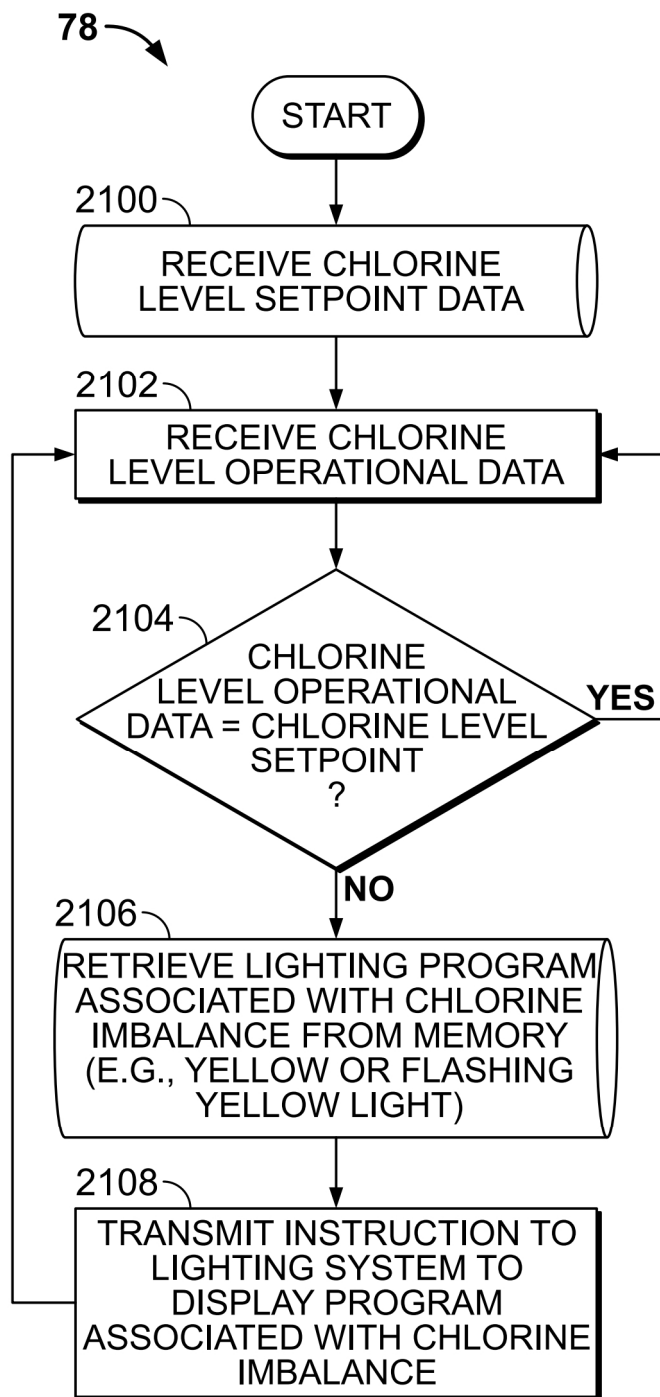 78
START
2100
RECEIVE CHLORINE
LEVEL SETPOINT DATA
2102
RECEIVE CHLORINE
LEVEL OPERATIONAL DATA
2104
CHLORINE
LEVEL OPERATIONAL
DATA = CHLORINE LEVEL
SETPOINT
?
YES
NO
2106
RETRIEVE LIGHTING PROGRAM
ASSOCIATED WITH CHLORINE
IMBALANCE FROM MEMORY
(E.G., YELLOW OR FLASHING
YELLOW LIGHT)
2108
TRANSMIT INSTRUCTION TO
LIGHTING SYSTEM TO
DISPLAY PROGRAM
ASSOCIATED WITH CHLORINE
IMBALANCE